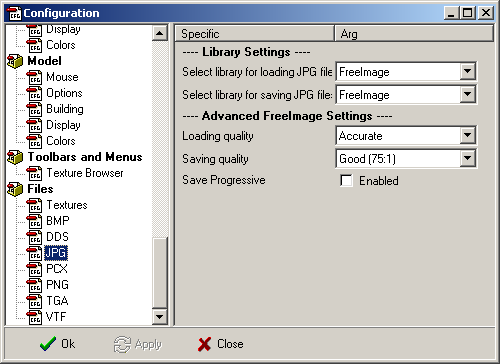 Configuration
Display
Colors
Model
Mouse
Options
Building
Display
Colors
Toolbars and Menus
Texture Browser
Files
Textures
BMP
DDS
JPG
PCX
PNG
TGA
VTF
Specific Arg
---- Library Settings ----
Select library for loading JPG file FreeImage
Select library for saving JPG file: FreeImage
---- Advanced FreeImage Settings ----
Loading quality Accurate
Saving quality Good (75:1)
Save Progressive Enabled
Ok Apply Close